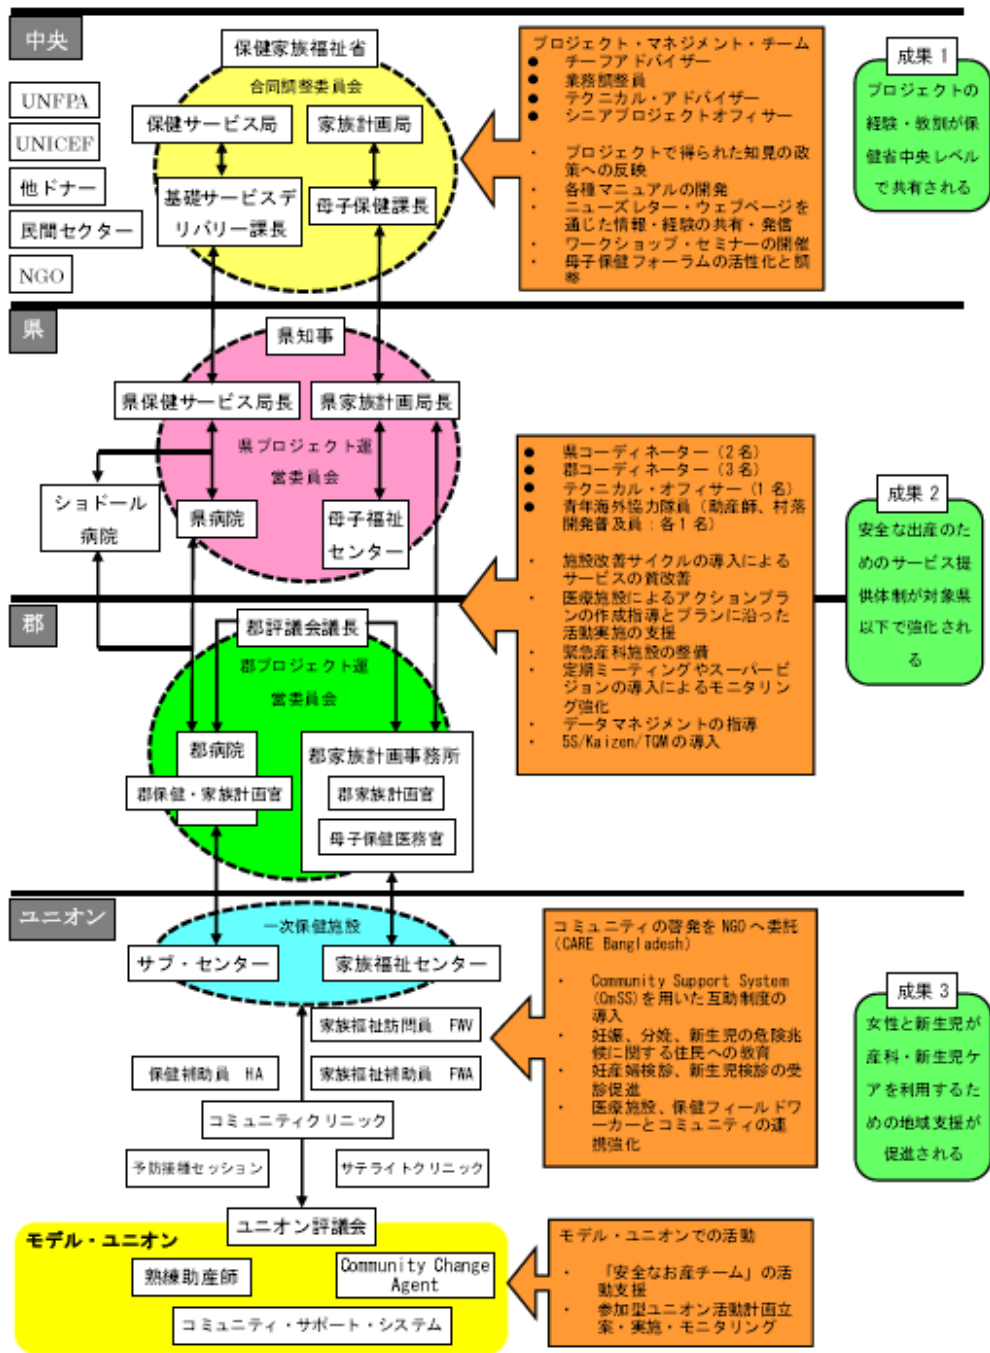 中央
UNFPA
UNICEF
他ドナー
民間セクター
NGO
保健家族福祉省
合同調整委員会
保健サービス局
家族計画局
基礎サービスデ
リバリー課長
母子保健課長
プロジェクト・マネジメント・チーム
● チーフアドバイザー
● 業務調整員
● テクニカル・アドバイザー
● シニアプロジェクトオフィサー
・ プロジェクトで得られた知見の政
策への反映
・ 各種マニュアルの開発
・ ニューズレター・ウェブページを
通じた情報・経験の共有・発信
・ ワークショップ・セミナーの開催
・ 母子保健フォーラムの活性化と調
整
成果 1
プロジェクトの
経験・教訓が保
健省中央レベル
で共有される
県
県知事
県保健サービス局長
県家族計画局長
県プロジェクト運
営委員会
ショドール
病院
県病院
母子福祉
センター
● 県コーディネーター（2名）
● 郡コーディネーター（3名）
● テクニカル・オフィサー（1名）
● 青年海外協力隊員（助産師、村落
開発普及員：各1名）
・ 施設改善サイクルの導入による
サービスの質改善
・ 医療施設によるアクションプラ
ンの作成指導とプランに沿った
活動実施の支援
・ 緊急産科施設の整備
・ 定期ミーティングやスーパービ
ジョンの導入によるモニタリン
グ強化
・ データマネジメントの指導
・ 5S/Kaizen/TQMの導入
成果 2
安全な出産のた
めのサービス提
供体制が対象県
以下で強化され
る
郡
郡評議会議長
郡プロジェクト運
営委員会
郡病院
郡保健・家族計画官
郡家族計画事務所
郡家族計画官
母子保健医務官
ユニオン
一次保健施設
サブ・センター
家族福祉センター
家族福祉訪問員 FWV
保健補助員 HA
家族福祉補助員 FWA
コミュニティクリニック
予防接種セッション
サテライトクリニック
ユニオン評議会
コミュニティの啓発を NGO へ委託
(CARE Bangladesh)
・ Community Support System
(CmSS)を用いた互助制度の
導入
・ 妊娠、分娩、新生児の危険兆
候に関する住民への教育
・ 妊産婦検診、新生児検診の受
診促進
・ 医療施設、保健フィールドワ
ーカーとコミュニティの連
携強化
成果 3
女性と新生児が
産科・新生児ケ
アを利用するた
めの地域支援が
促進される
モデル・ユニオン
熟練助産師
Community Change
Agent
コミュニティ・サポート・システム
モデル・ユニオンでの活動
・ 「安全なお産チーム」の活
動支援
・ 参加型ユニオン活動計画立
案・実施・モニタリング